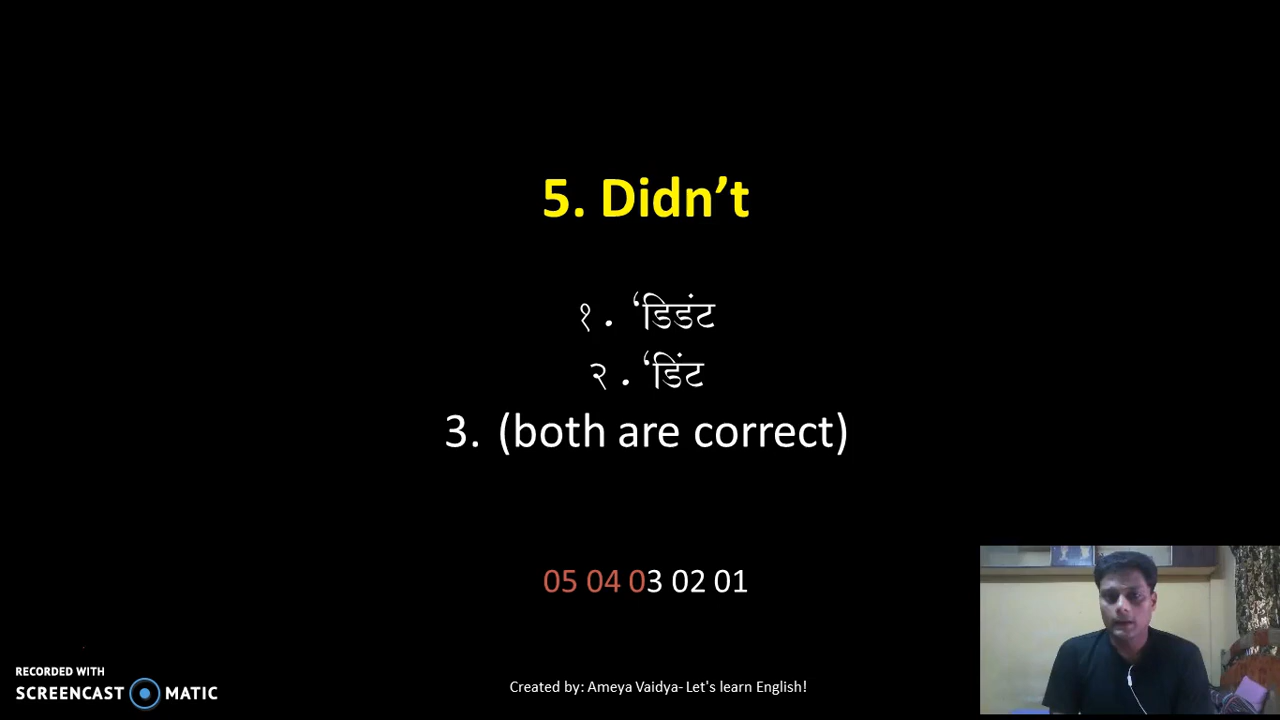 5. Didn’t
१. ‘डिडंट
२. ‘डिंट
3. (both are correct)
05 04 03 02 01
RECORDED WITH
SCREENCAST MATIC
Created by: Ameya Vaidya- Let's learn English!